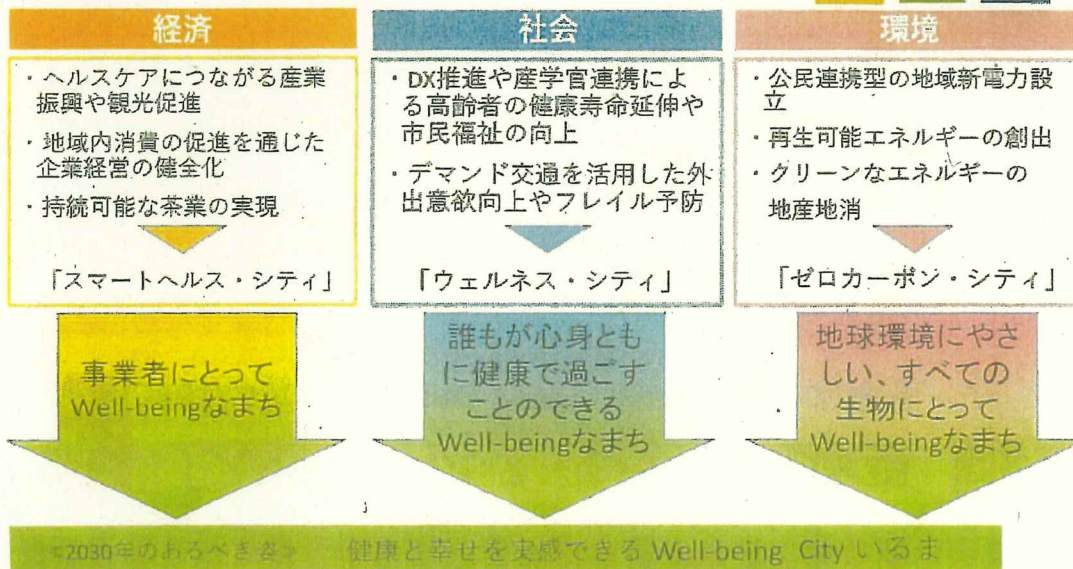 経済
・ヘルスケアにつながる産業
振興や観光促進
・地域内消費の促進を通じた
企業経営の健全化
・持続可能な茶業の実現
「スマートヘルス・シティ」
事業者にとって
Well-beingなまち
社会
・DX推進や産学官連携によ
る高齢者の健康寿命延伸や
市民福祉の向上
・デマンド交通を活用した外
出意欲向上やフレイル予防
「ウェルネス・シティ」
誰もが心身とも
に健康で過ごす
ことのできる
Well-beingなまち
環境
・公民連携型の地域新電力設
立
・再生可能エネルギーの創出
・クリーンなエネルギーの
地産地消
「ゼロカーボン・シティ」
地球環境にやさ
しい、すべての
生物にとって
Well-beingなまち
<2030年のあるべき姿> 健康と幸せを実感できる Well-being City いるま